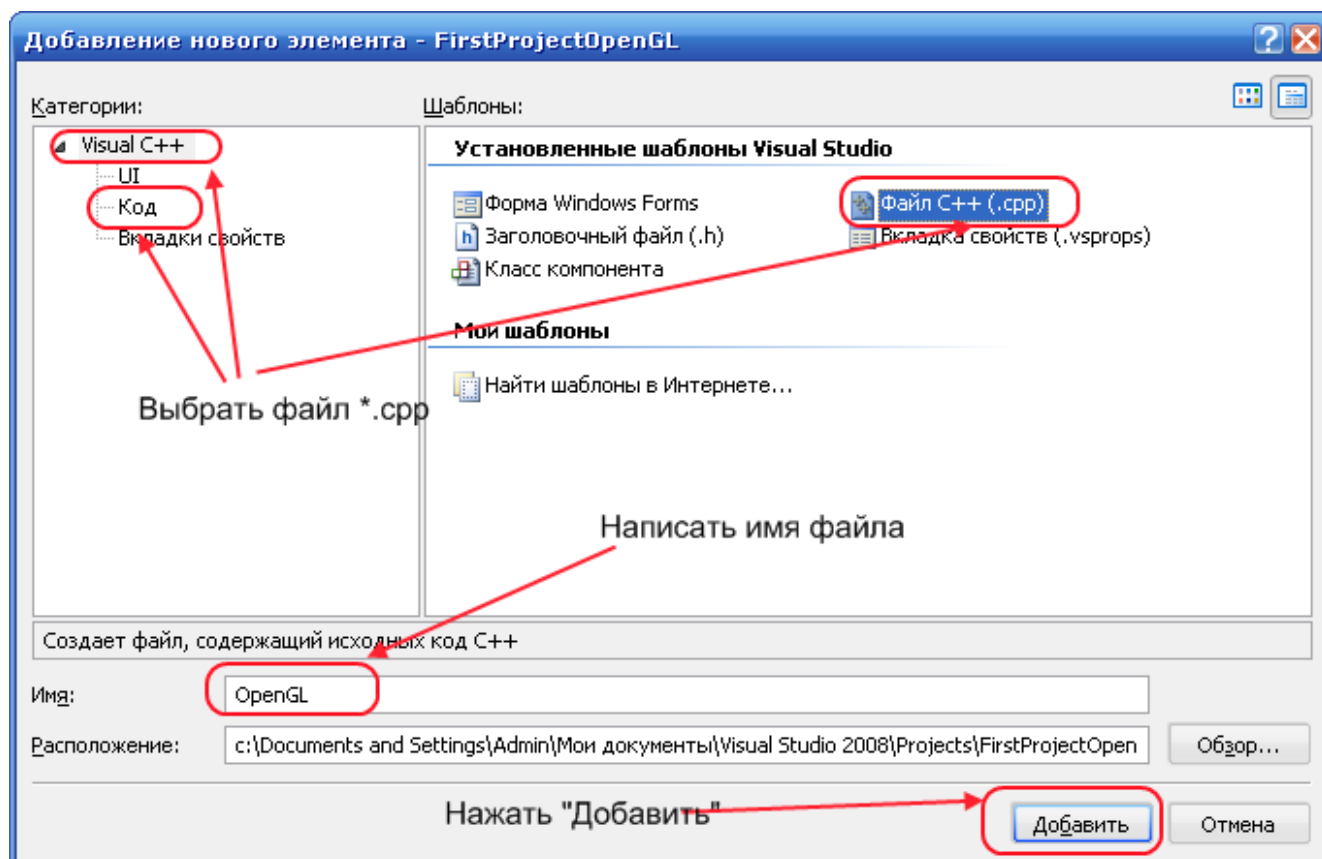 Добавление нового элемента - FirstProjectOpenGL
Категории:
Шаблоны:
Visual C++
UI
Код
Вкладки свойств
Установленные шаблоны Visual Studio
Форма Windows Forms
Файл C++ (.cpp)
Заголовочный файл (.h)
Вкладка свойств (.vsprops)
Класс компонента
Мои шаблоны
Найти шаблоны в Интернете...
Выбрать файл *.cpp
Написать имя файла
Создает файл, содержащий исходных код C++
Имя:
OpenGL
Расположение:
c:\Documents and Settings\Admin\Мои документы\Visual Studio 2008\Projects\FirstProjectOpen
Обзор...
Нажать "Добавить"
Добавить
Отмена